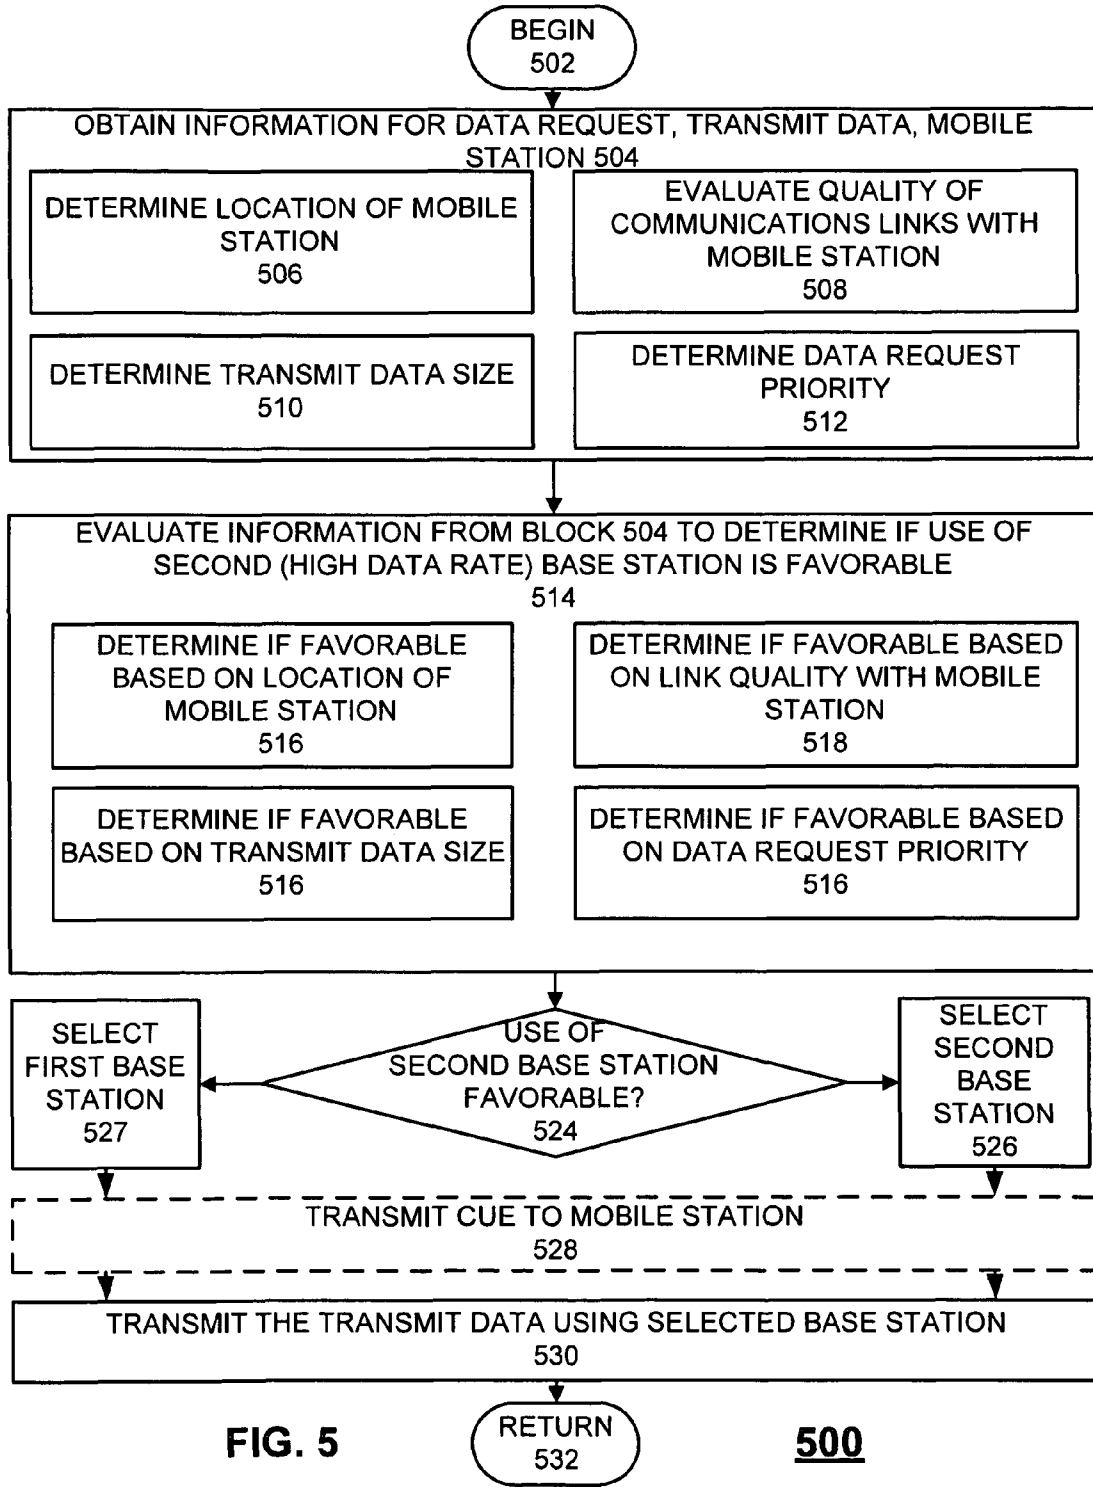 BEGIN
502
OBTAIN INFORMATION FOR DATA REQUEST, TRANSMIT DATA, MOBILE
STATION 504
DETERMINE LOCATION OF MOBILE
STATION
506
EVALUATE QUALITY OF
COMMUNICATIONS LINKS WITH
MOBILE STATION
508
DETERMINE TRANSMIT DATA SIZE
510
DETERMINE DATA REQUEST
PRIORITY
512
EVALUATE INFORMATION FROM BLOCK 504 TO DETERMINE IF USE OF
SECOND (HIGH DATA RATE) BASE STATION IS FAVORABLE
514
DETERMINE IF FAVORABLE
BASED ON LOCATION OF
MOBILE STATION
516
DETERMINE IF FAVORABLE BASED
ON LINK QUALITY WITH MOBILE
STATION
518
DETERMINE IF FAVORABLE
BASED ON TRANSMIT DATA SIZE
516
DETERMINE IF FAVORABLE BASED
ON DATA REQUEST PRIORITY
516
SELECT
FIRST BASE
STATION
527
USE OF
SECOND BASE STATION
FAVORABLE?
524
SELECT
SECOND
BASE
STATION
526
TRANSMIT CUE TO MOBILE STATION
528
TRANSMIT THE TRANSMIT DATA USING SELECTED BASE STATION
530
RETURN
532
FIG. 5
500